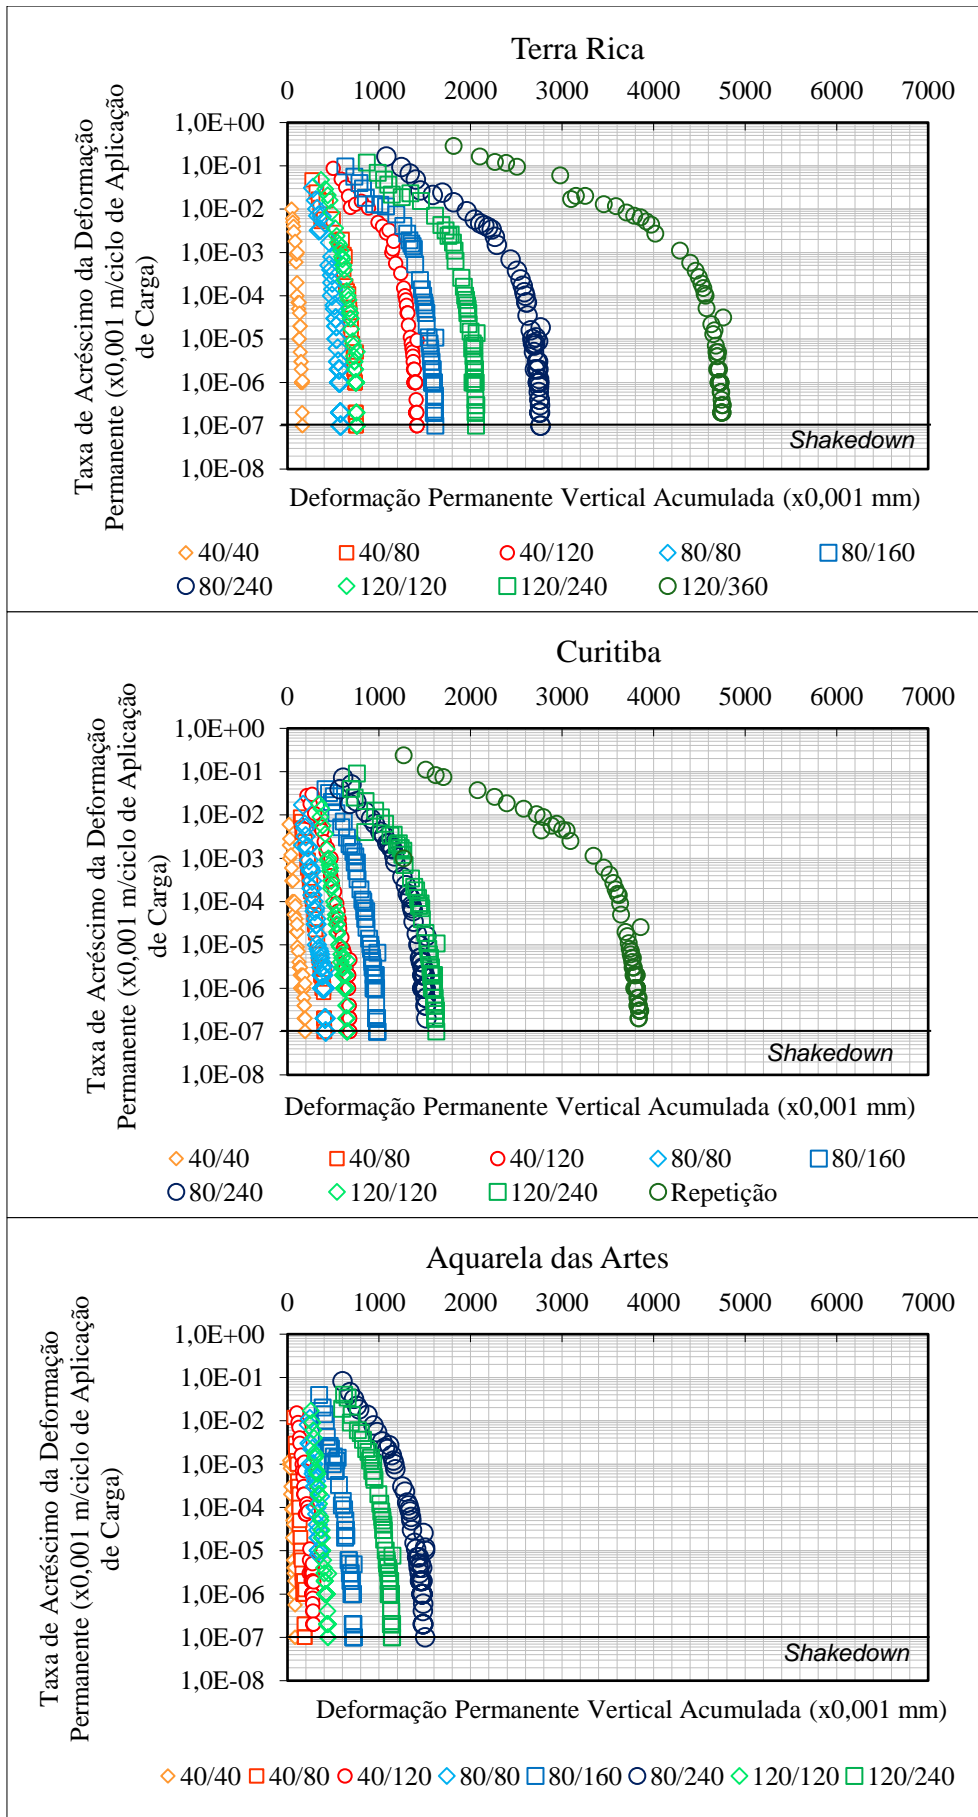 Terra Rica
0 1000 2000 3000 4000 5000 6000 7000
Taxa de Acréscimo da Deformação
Permanente (x0,001 m/ciclo de Aplicação
de Carga)
1,0E+00
1,0E-01
1,0E-02
1,0E-03
1,0E-04
1,0E-05
1,0E-06
1,0E-07
1,0E-08
Shakedown
Deformação Permanente Vertical Acumulada (x0,001 mm)
40/40 40/80 40/120 80/80 80/160
80/240 120/120 120/240 120/360
Curitiba
0 1000 2000 3000 4000 5000 6000 7000
Taxa de Acréscimo da Deformação
Permanente (x0,001 m/ciclo de Aplicação
de Carga)
1,0E+00
1,0E-01
1,0E-02
1,0E-03
1,0E-04
1,0E-05
1,0E-06
1,0E-07
1,0E-08
Shakedown
Deformação Permanente Vertical Acumulada (x0,001 mm)
40/40 40/80 40/120 80/80 80/160
80/240 120/120 120/240 Repetição
Aquarela das Artes
0 1000 2000 3000 4000 5000 6000 7000
Taxa de Acréscimo da Deformação
Permanente (x0,001 m/ciclo de Aplicação
de Carga)
1,0E+00
1,0E-01
1,0E-02
1,0E-03
1,0E-04
1,0E-05
1,0E-06
1,0E-07
1,0E-08
Shakedown
Deformação Permanente Vertical Acumulada (x0,001 mm)
40/40 40/80 40/120 80/80 80/160 80/240 120/120 120/240